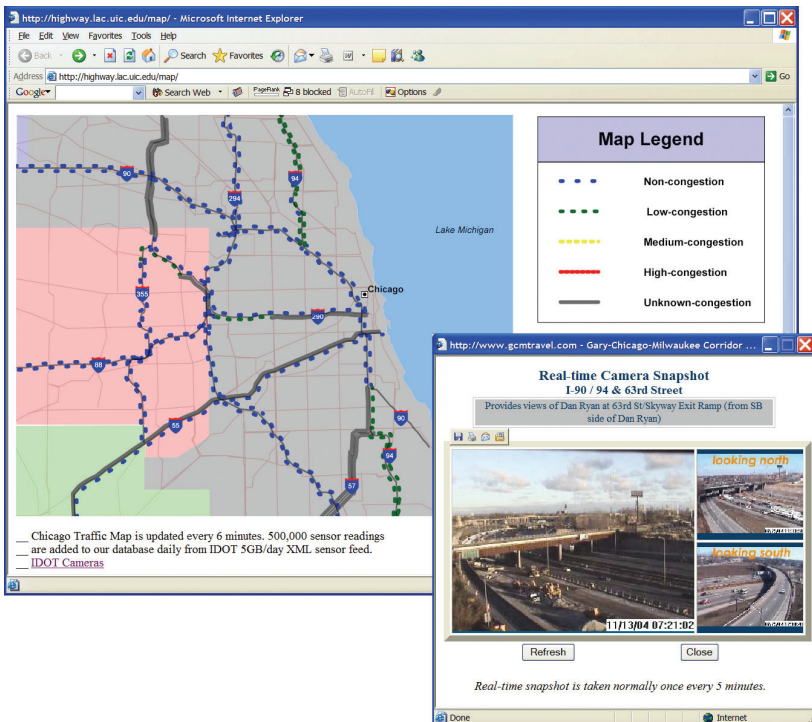 http://highway.lac.uic.edu/map/ - Microsoft Internet Explorer
File Edit View Favorites Tools Help
Back Search Favorites
Address http://highway.lac.uic.edu/map/ Go
Google Search Web PageRank 8 blocked AutoFill Options
Map Legend
Non-congestion
Low-congestion
Medium-congestion
High-congestion
Unknown-congestion
90
94
294
Lake Michigan
Chicago
355
290
88
55
90
94
57
Chicago Traffic Map is updated every 6 minutes. 500,000 sensor readings
are added to our database daily from IDOT 5GB/day XML sensor feed.
IDOT Cameras
http://www.gcmtravel.com - Gary-Chicago-Milwaukee Corridor ...
Real-time Camera Snapshot
I-90 / 94 & 63rd Street
Provides views of Dan Ryan at 63rd St/Skyway Exit Ramp (from SB
side of Dan Ryan)
looking north
looking south
11/13/04 07:21:02
Refresh Close
Real-time snapshot is taken normally once every 5 minutes.
Done Internet